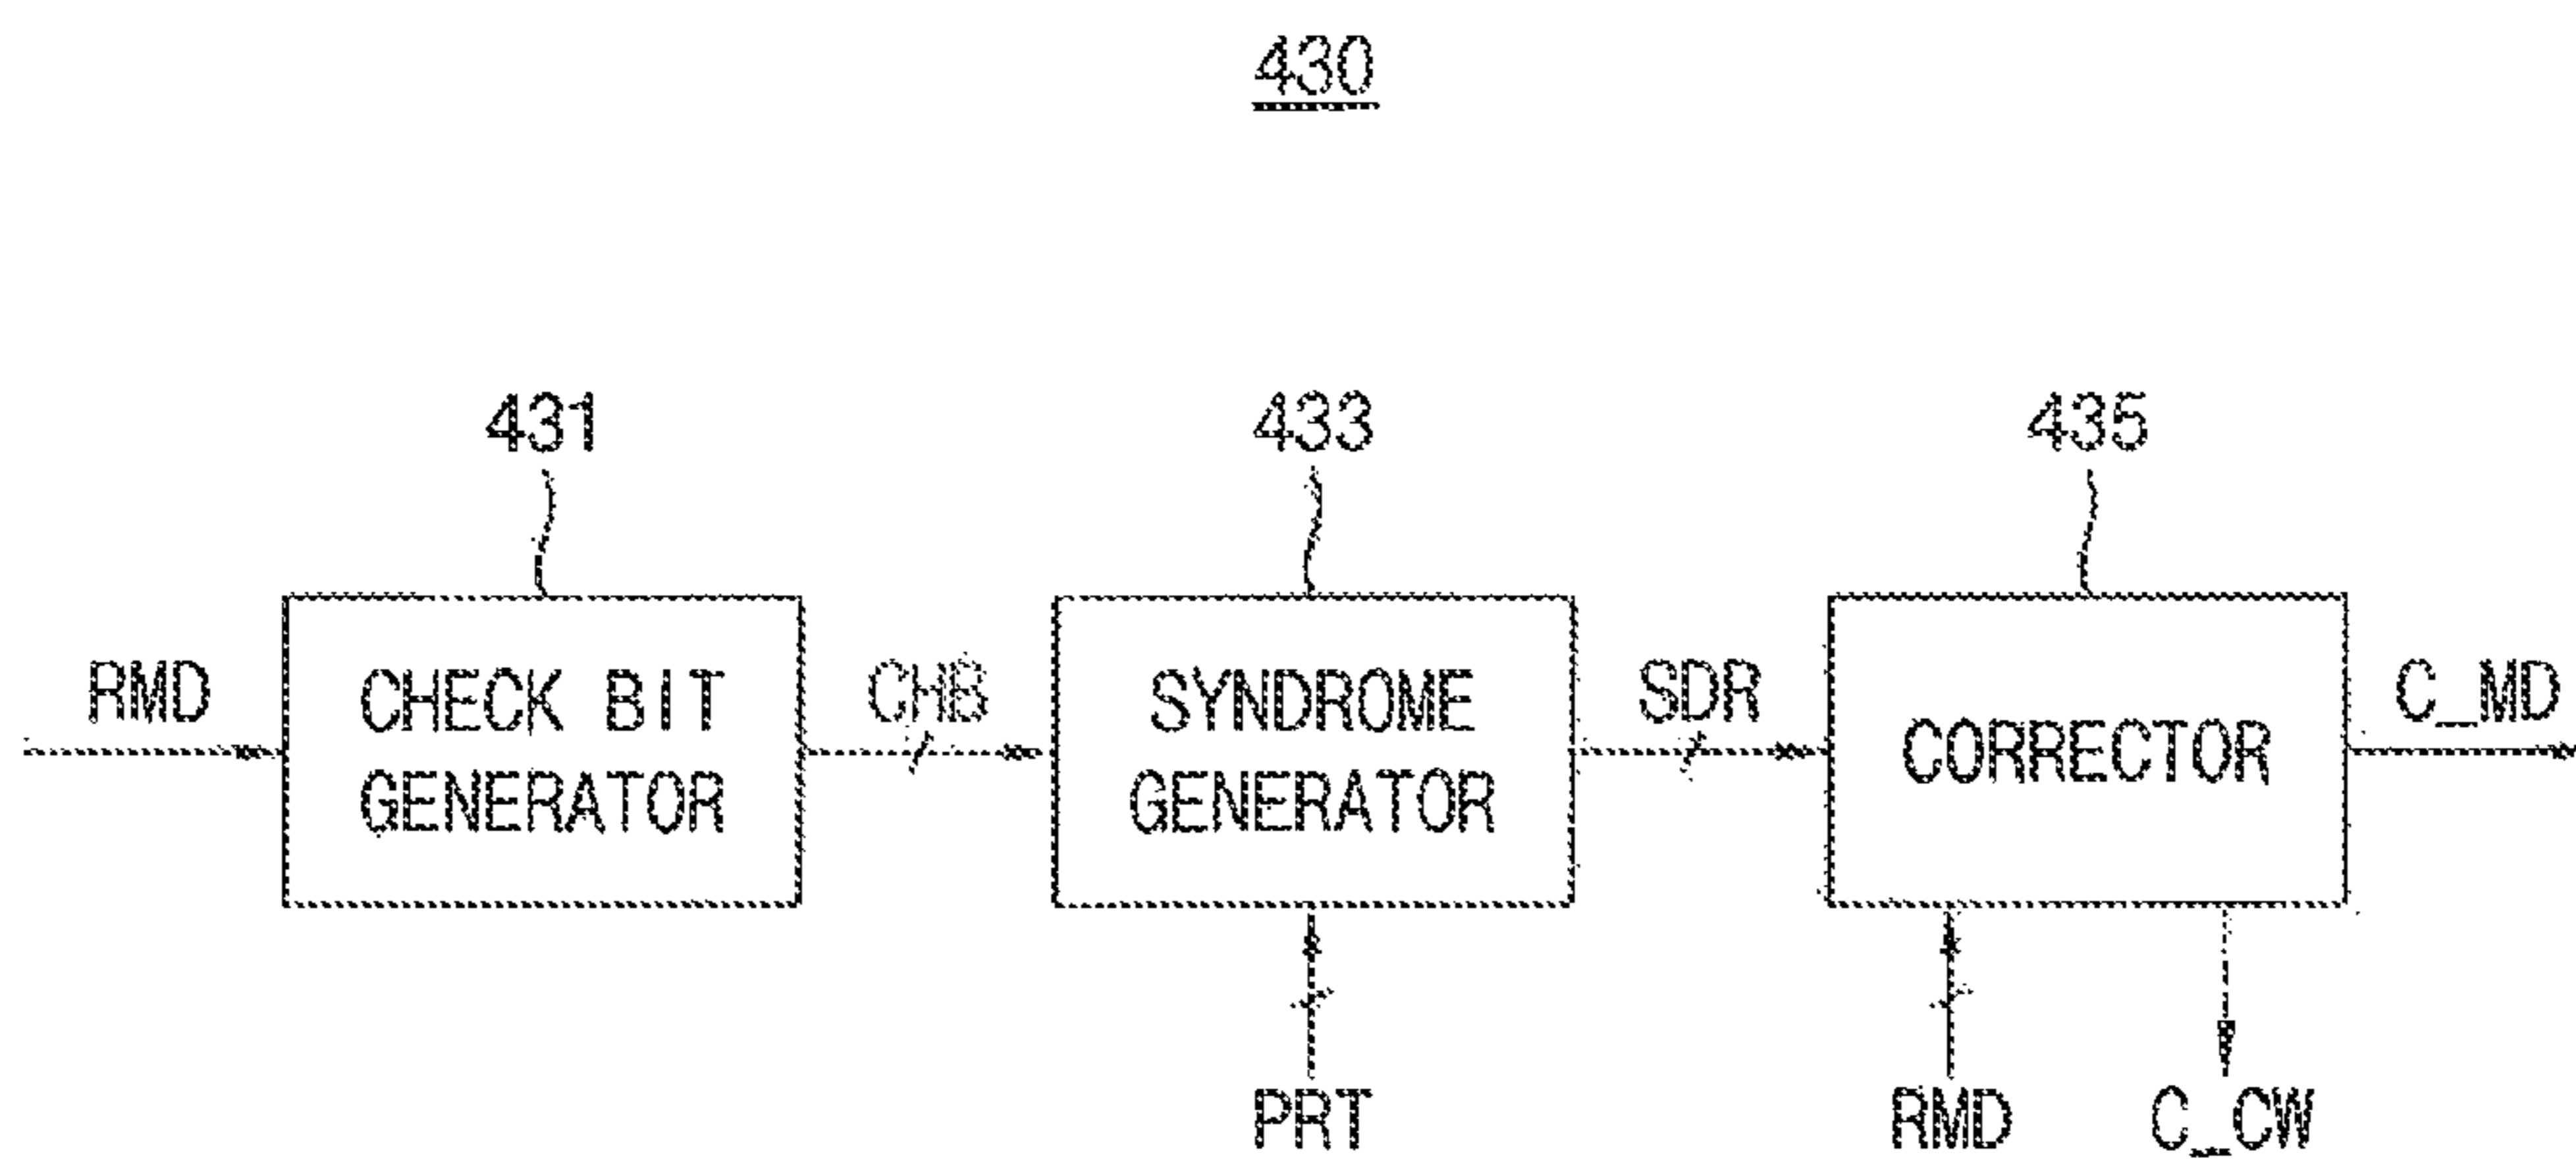 430
431
433
435
RMD
CHECK BIT
GENERATOR
CHB
SYNDROME
GENERATOR
SDR
CORRECTOR
C_MD
PRT
RMD
C_CW